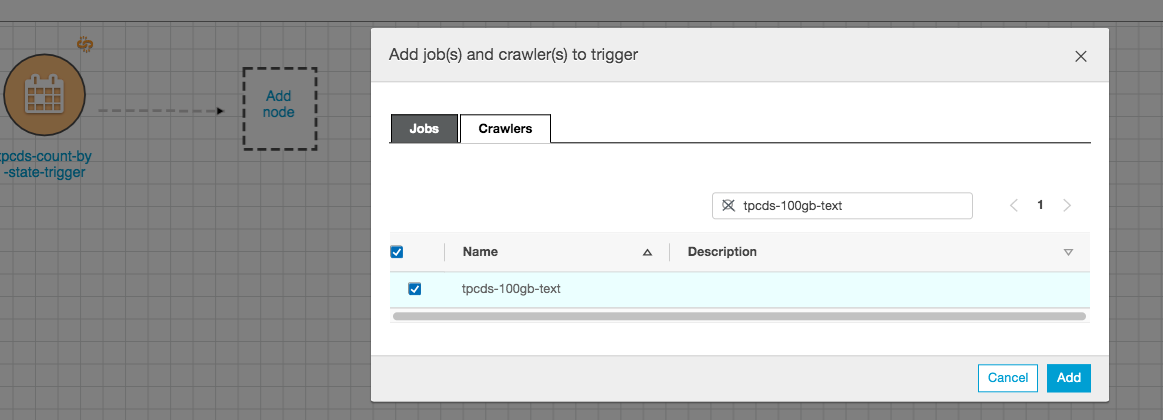 Add job(s) and crawler(s) to trigger
Add
node
Jobs
Crawlers
tpcds-count-by
-state-trigger
tpcds-100gb-text
1
Name
Description
tpcds-100gb-text
Cancel
Add